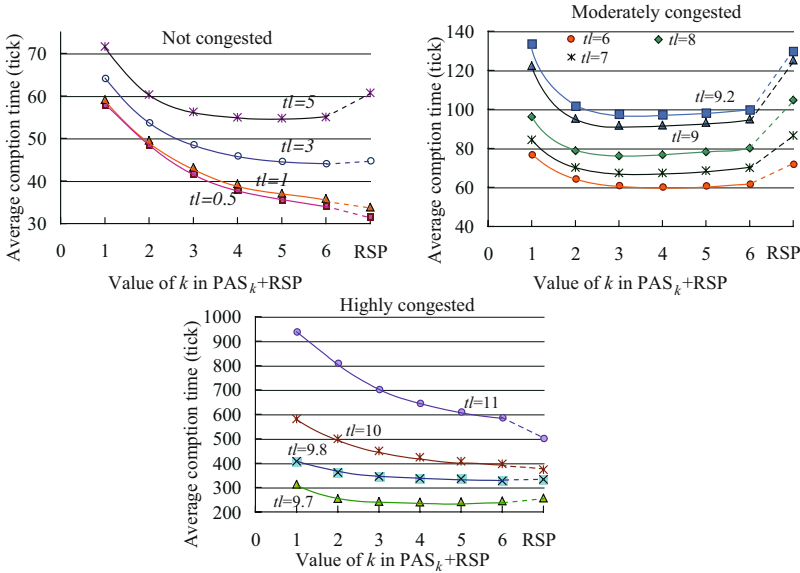 Not congested
Average comption time (tick)
70
60
50
40
30
tl=5
tl=3
tl=1
tl=0.5
0 1 2 3 4 5 6 RSP
Value of k in PASk+RSP
Moderately congested
Average comption time (tick)
140
120
100
80
60
40
tl=6
tl=8
tl=7
tl=9.2
tl=9
0 1 2 3 4 5 6 RSP
Value of k in PASk+RSP
Highly congested
Average comption time (tick)
1000
900
800
700
600
500
400
300
200
tl=11
tl=10
tl=9.8
tl=9.7
0 1 2 3 4 5 6 RSP
Value of k in PASk+RSP